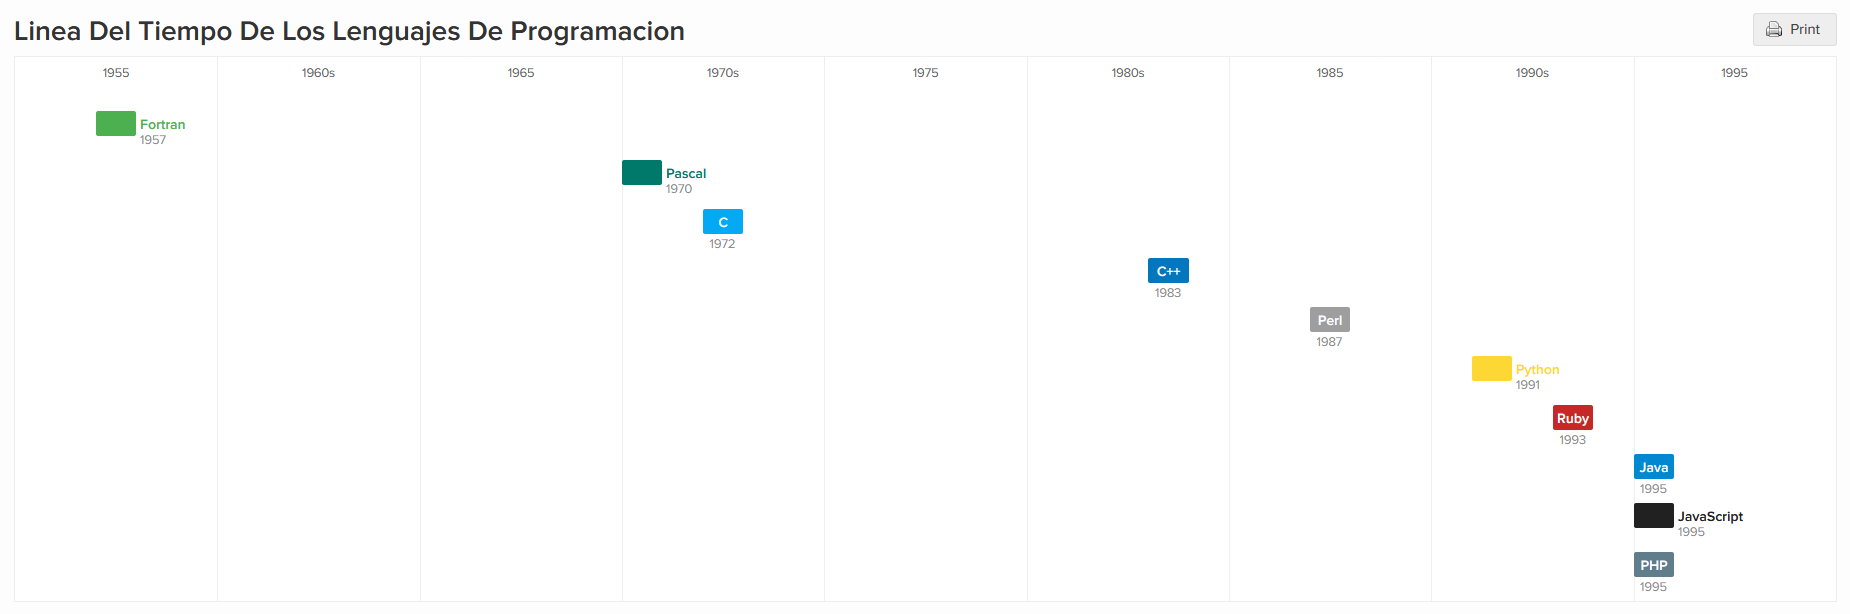 Linea Del Tiempo De Los Lenguajes De Programacion
Print
1955 1960s 1965 1970s 1975 1980s 1985 1990s 1995
Fortran
1957
Pascal
1970
C
1972
C++
1983
Perl
1987
Python
1991
Ruby
1993
Java
1995
JavaScript
1995
PHP
1995